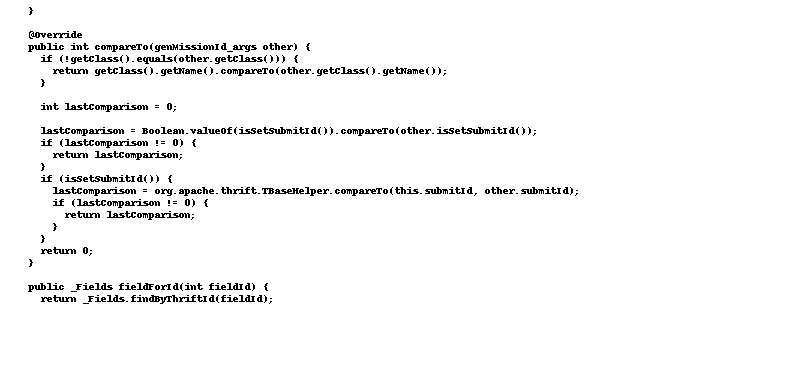 }

@Override
public int compareTo(genMissionId_args other) {
  if (!getClass().equals(other.getClass())) {
    return getClass().getName().compareTo(other.getClass().getName());
  }

  int lastComparison = 0;

  lastComparison = Boolean.valueOf(isSetSubmitId()).compareTo(other.isSetSubmitId());
  if (lastComparison != 0) {
    return lastComparison;
  }
  if (isSetSubmitId()) {
    lastComparison = org.apache.thrift.TBaseHelper.compareTo(this.submitId, other.submitId);
    if (lastComparison != 0) {
      return lastComparison;
    }
  }
  return 0;
}

public _Fields fieldForId(int fieldId) {
  return _Fields.findByThriftId(fieldId);